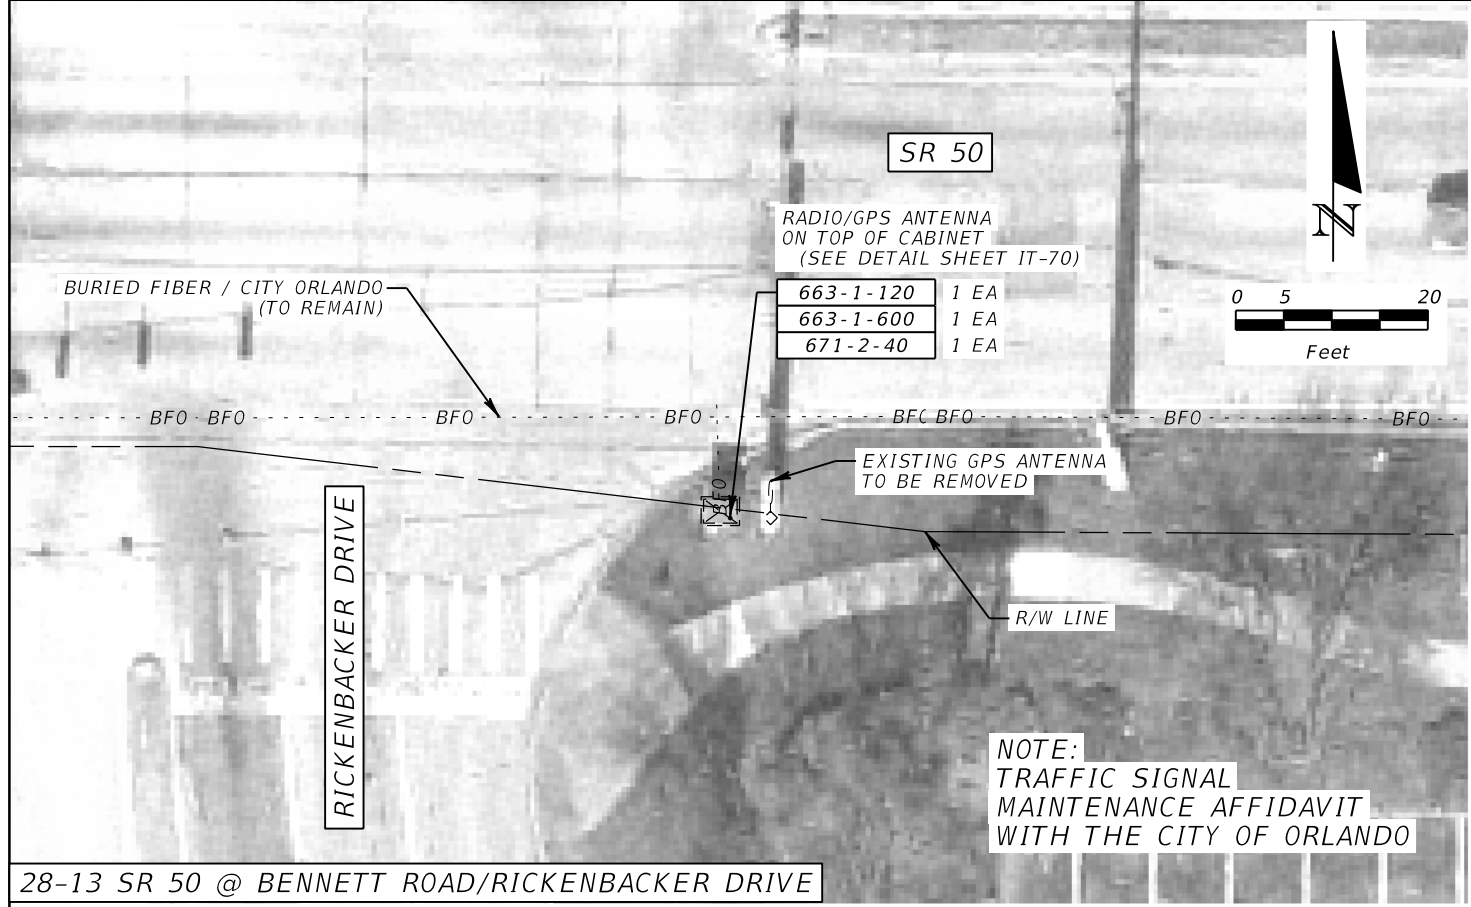 SR 50
N
RADIO/GPS ANTENNA
ON TOP OF CABINET
(SEE DETAIL SHEET IT-70)
663-1-120 1 EA
663-1-600 1 EA
671-2-40 1 EA
BURIED FIBER / CITY ORLANDO
(TO REMAIN)
0 5 20
Feet
BFO BFO BFO BFO BFO BFO BFO BFO
BFO
EXISTING GPS ANTENNA
TO BE REMOVED
RICKENBACKER DRIVE
R/W LINE
NOTE:
TRAFFIC SIGNAL
MAINTENANCE AFFIDAVIT
WITH THE CITY OF ORLANDO
28-13 SR 50 @ BENNETT ROAD/RICKENBACKER DRIVE